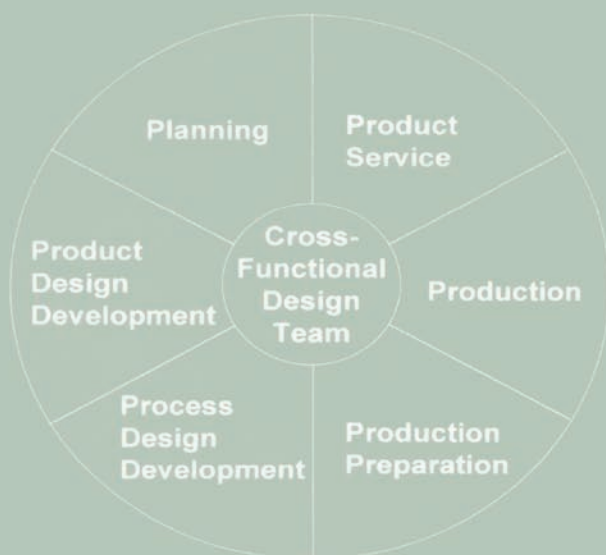 Planning
Product
Service
Cross-
Functional
Design
Team
Product
Design
Development
Production
Process
Design
Development
Production
Preparation